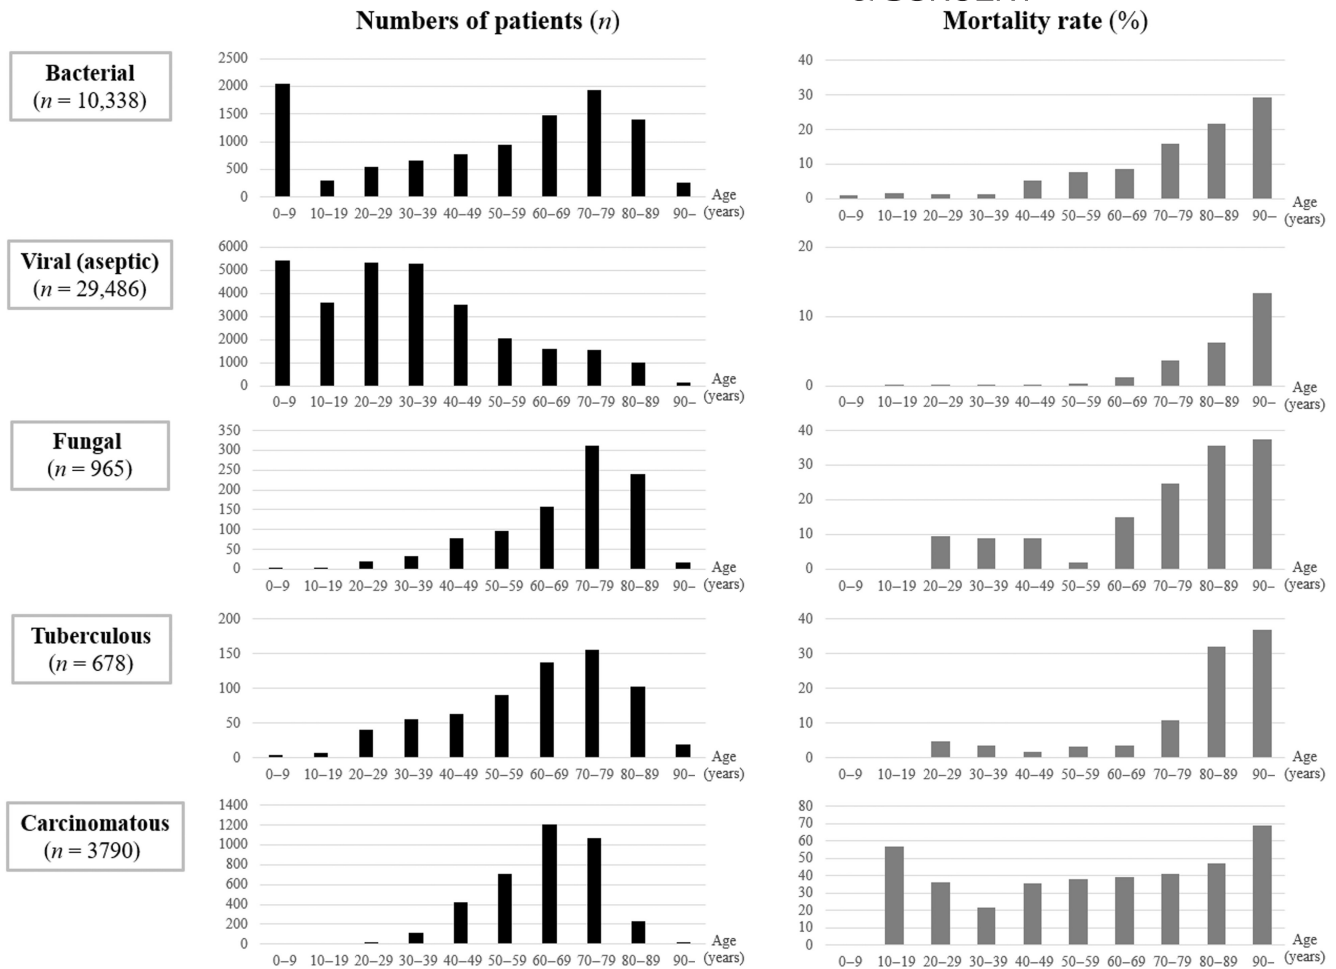 Numbers of patients (n)
Mortality rate (%)
Bacterial
(n = 10,338)
2500
2000
1500
1000
500
0
0–9 10–19 20–29 30–39 40–49 50–59 60–69 70–79 80–89 90–
Age
(years)
40
30
20
10
0
0–9 10–19 20–29 30–39 40–49 50–59 60–69 70–79 80–89 90–
Age
(years)
Viral (aseptic)
(n = 29,486)
6000
5000
4000
3000
2000
1000
0
0–9 10–19 20–29 30–39 40–49 50–59 60–69 70–79 80–89 90–
Age
(years)
20
10
0
0–9 10–19 20–29 30–39 40–49 50–59 60–69 70–79 80–89 90–
Age
(years)
Fungal
(n = 965)
350
300
250
200
150
100
50
0
0–9 10–19 20–29 30–39 40–49 50–59 60–69 70–79 80–89 90–
Age
(years)
40
30
20
10
0
0–9 10–19 20–29 30–39 40–49 50–59 60–69 70–79 80–89 90–
Age
(years)
Tuberculous
(n = 678)
200
150
100
50
0
0–9 10–19 20–29 30–39 40–49 50–59 60–69 70–79 80–89 90–
Age
(years)
40
30
20
10
0
0–9 10–19 20–29 30–39 40–49 50–59 60–69 70–79 80–89 90–
Age
(years)
Carcinomatous
(n = 3790)
1400
1200
1000
800
600
400
200
0
0–9 10–19 20–29 30–39 40–49 50–59 60–69 70–79 80–89 90–
Age
(years)
80
70
60
50
40
30
20
10
0
0–9 10–19 20–29 30–39 40–49 50–59 60–69 70–79 80–89 90–
Age
(years)